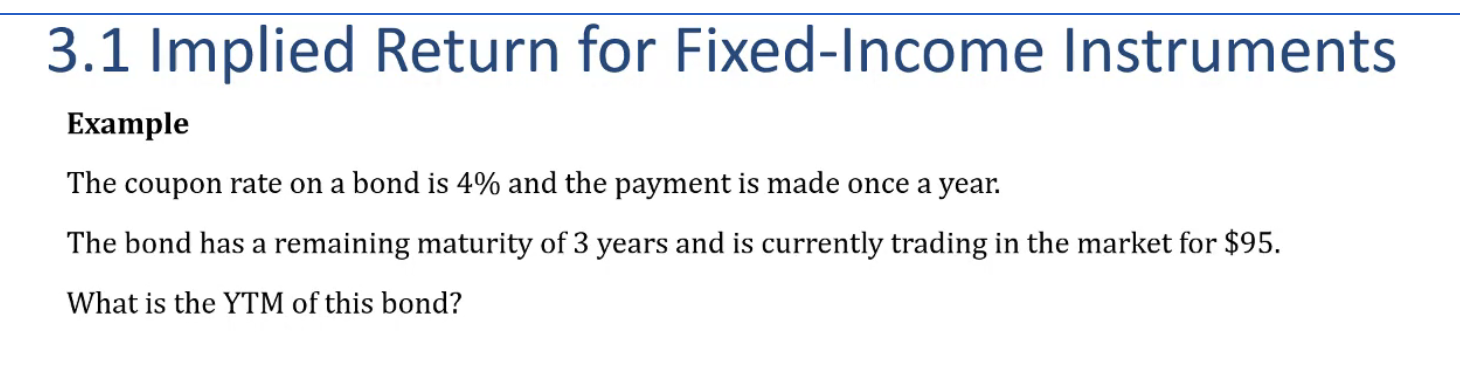 3.1 Implied Return for Fixed-Income Instruments
Example
The coupon rate on a bond is 4% and the payment is made once a year.
The bond has a remaining maturity of 3 years and is currently trading in the market for $95.
What is the YTM of this bond?